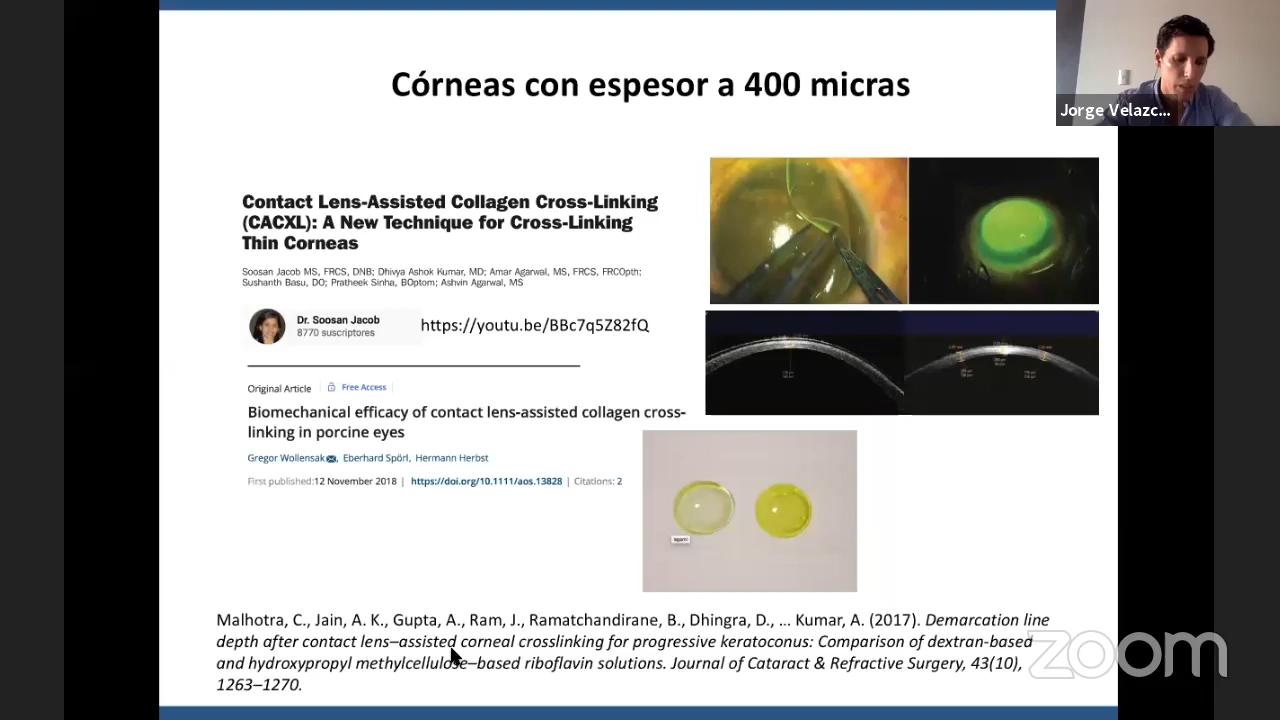 Córneas con espesor a 400 micras
Jorge Velazc...
Contact Lens-Assisted Collagen Cross-Linking
(CACXL): A New Technique for Cross-Linking
Thin Corneas
Soosan Jacob MS, FRCS, DNB; Dhivya Ashok Kumar, MD; Amar Agarwal, MS, FRCS, FRCOpth;
Sushanth Basu, DO; Pratheek Sinha, BOptom; Ashvin Agarwal, MS
Dr. Soosan Jacob
8770 suscriptores
https://youtu.be/BBc7q5Z82fQ
Original Article | Free Access |
Biomechanical efficacy of contact lens-assisted collagen cross-
linking in porcine eyes
Gregor Wollensak, Eberhard Spörl, Hermann Herbst
First published:12 November 2018 | https://doi.org/10.1111/aos.13828 | Citations: 2
Malhotra, C., Jain, A. K., Gupta, A., Ram, J., Ramatchandirane, B., Dhingra, D., ... Kumar, A. (2017). Demarcation line
depth after contact lens–assisted corneal crosslinking for progressive keratoconus: Comparison of dextran-based
and hydroxypropyl methylcellulose–based riboflavin solutions. Journal of Cataract & Refractive Surgery, 43(10),
1263–1270.
zoom